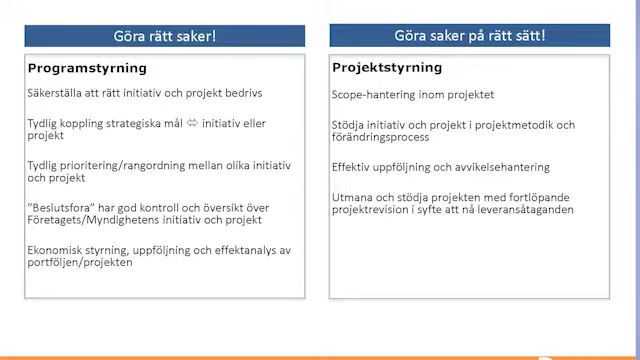 Göra rätt saker!
Programstyrning
Säkerställa att rätt initiativ och projekt bedrivs
Tydlig koppling strategiska mål ⬄ initiativ eller
projekt
Tydlig prioritering/rangordning mellan olika initiativ
och projekt
”Beslutsfora” har god kontroll och översikt över
Företagets/Myndighetens initiativ och projekt
Ekonomisk styrning, uppföljning och effektanalys av
portföljen/projekten
Göra saker på rätt sätt!
Projektstyrning
Scope-hantering inom projektet
Stödja initiativ och projekt i projektmetodik och
förändringsprocess
Effektiv uppföljning och avvikelsehantering
Utmana och stödja projekten med fortlöpande
projektrevision i syfte att nå leveransåtaganden